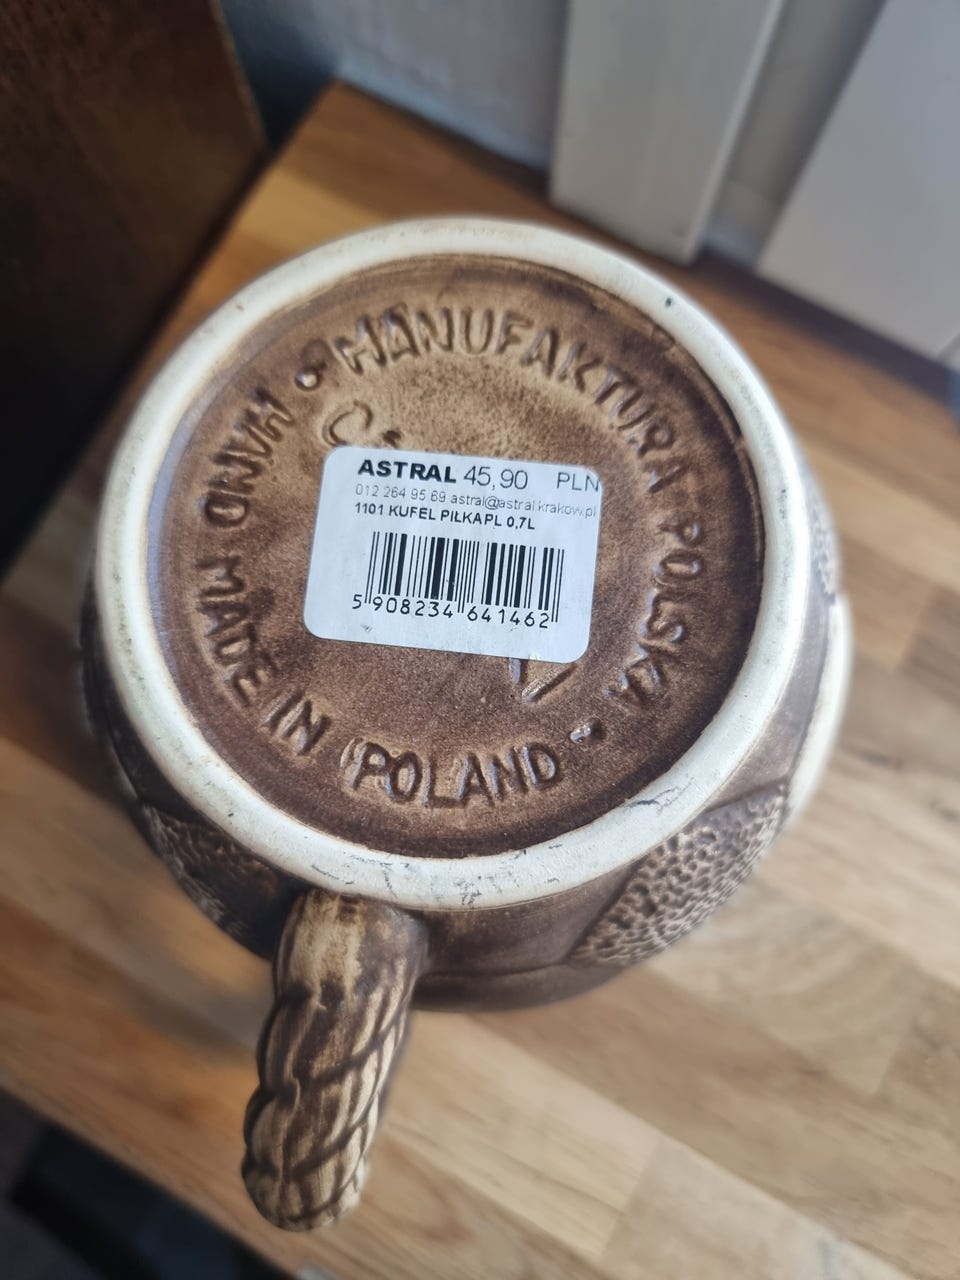 MANUFAKTURA POLSKA
HAND MADE IN POLAND
ASTRAL 45,90 PLN
012 264 95 69 astral@astral.krakow.pl
1101 KUFEL PIŁKAPL 0,7L
5 908234 641462